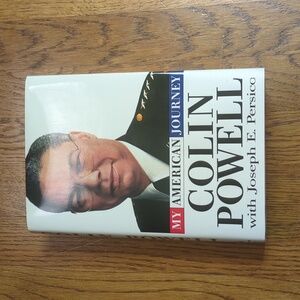 MY AMERICAN JOURNEY
COLIN
POWELL
with Joseph E. Persico